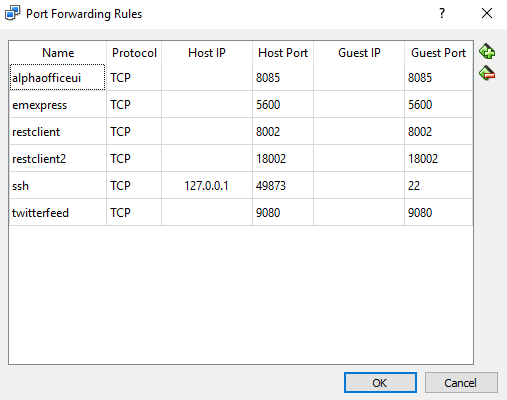 Port Forwarding Rules
Name Protocol Host IP Host Port Guest IP Guest Port
alphaofficeui TCP 8085 8085
emexpress TCP 5600 5600
restclient TCP 8002 8002
restclient2 TCP 18002 18002
ssh TCP 127.0.0.1 49873 22
twitterfeed TCP 9080 9080
OK Cancel